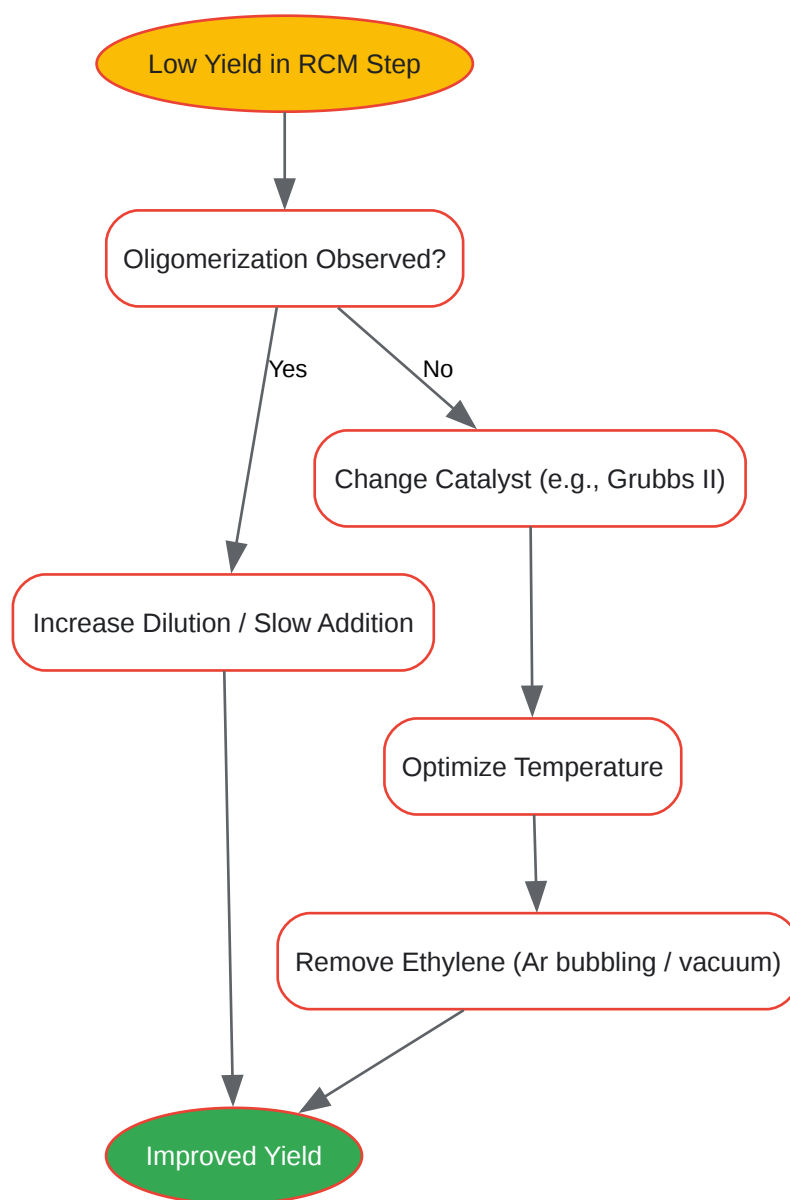 Low Yield in RCM Step
Oligomerization Observed?
Yes
No
Change Catalyst (e.g., Grubbs II)
Increase Dilution / Slow Addition
Optimize Temperature
Remove Ethylene (Ar bubbling / vacuum)
Improved Yield